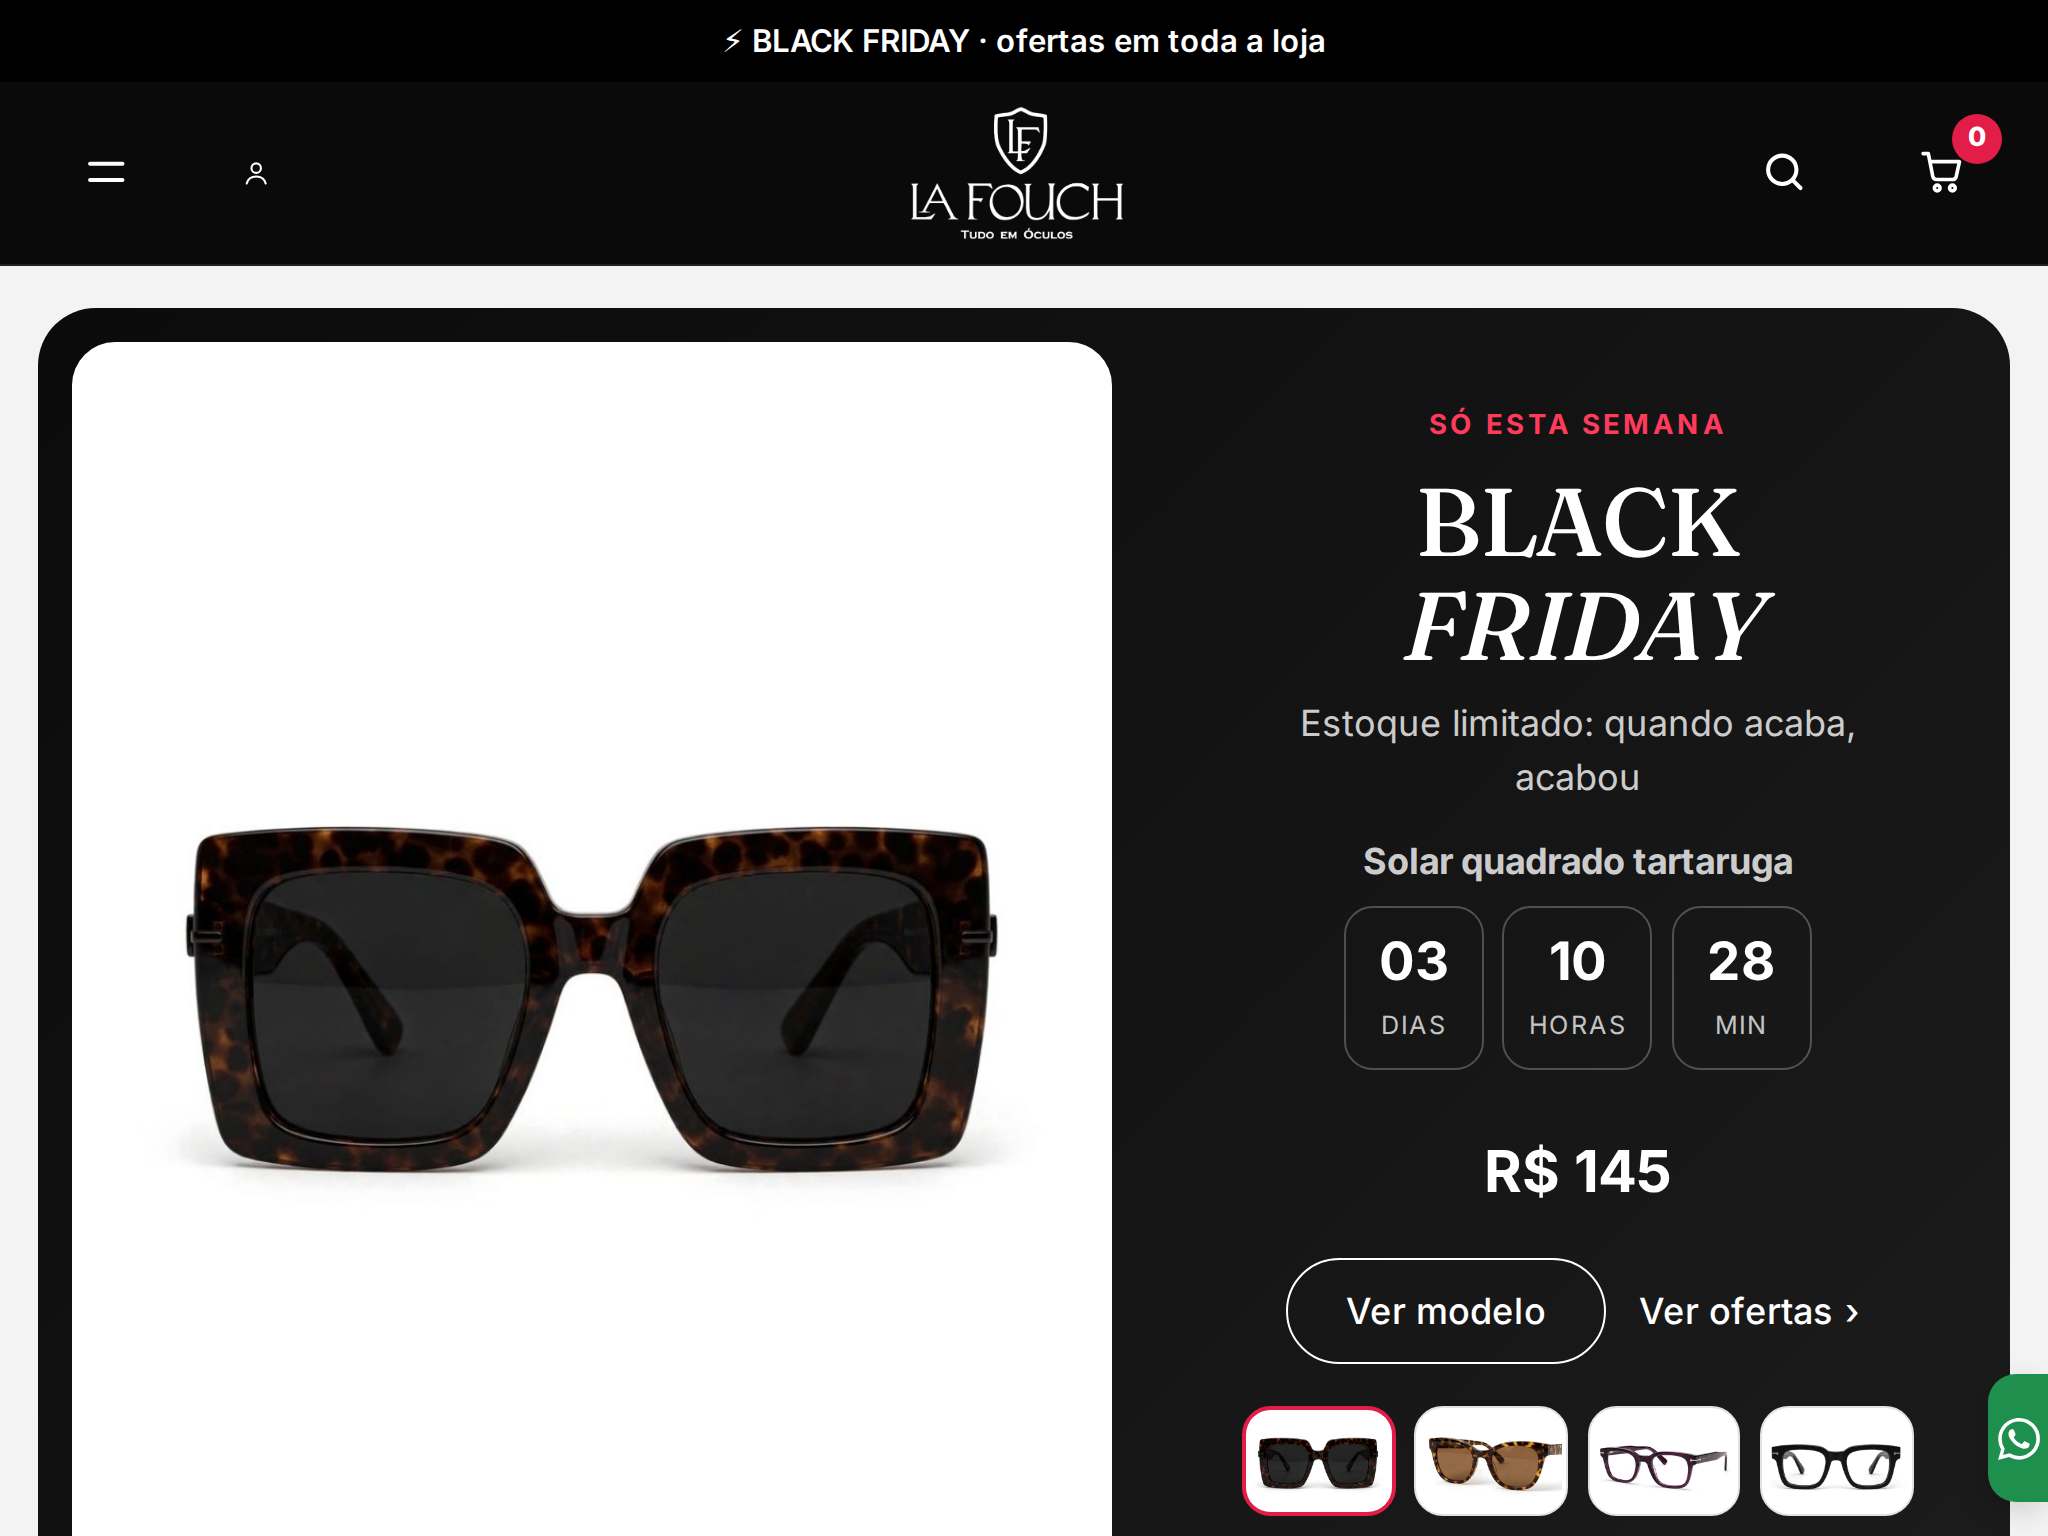 ⚡ BLACK FRIDAY · ofertas em toda a loja
0
LF
LA FOUCH
TUDO EM ÓCULOS
SÓ ESTA SEMANA
BLACK
FRIDAY
Estoque limitado: quando acaba,
acabou
Solar quadrado tartaruga
03 10 28
DIAS HORAS MIN
R$ 145
Ver modelo Ver ofertas ›